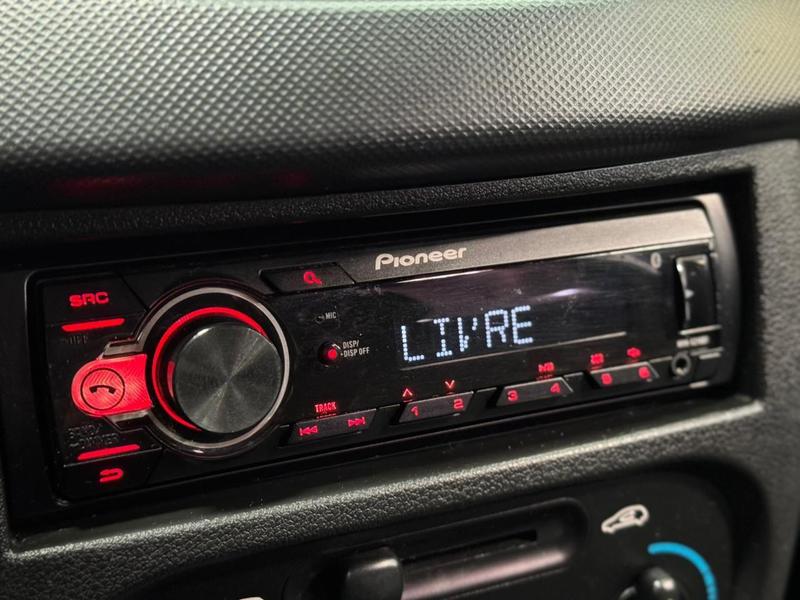 Pioneer
SRC
MIC
DISP/
•DISP OFF
LIVRE
TRACK
1 2
3 4
5 6